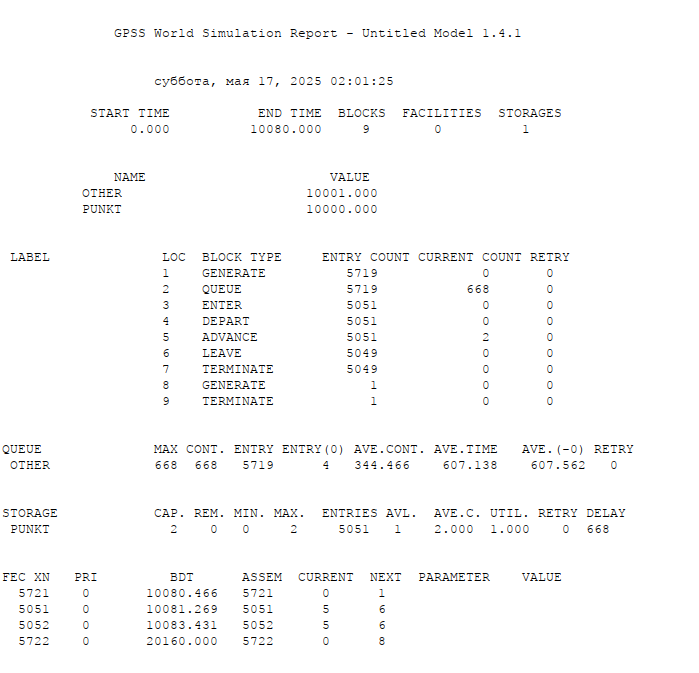 GPSS World Simulation Report - Untitled Model 1.4.1
суббота, мая 17, 2025 02:01:25
START TIME END TIME BLOCKS FACILITIES STORAGES
0.000 10080.000 9 0 1
NAME VALUE
OTHER 10001.000
PUNKT 10000.000
LABEL LOC BLOCK TYPE ENTRY COUNT CURRENT COUNT RETRY
1 GENERATE 5719 0 0
2 QUEUE 5719 668 0
3 ENTER 5051 0 0
4 DEPART 5051 0 0
5 ADVANCE 5051 2 0
6 LEAVE 5049 0 0
7 TERMINATE 5049 0 0
8 GENERATE 1 0 0
9 TERMINATE 1 0 0
QUEUE MAX CONT. ENTRY ENTRY(0) AVE.CONT. AVE.TIME AVE.(-0) RETRY
OTHER 668 668 5719 4 344.466 607.138 607.562 0
STORAGE CAP. REM. MIN. MAX. ENTRIES AVL. AVE.C. UTIL. RETRY DELAY
PUNKT 2 0 0 2 5051 1 2.000 1.000 0 668
FEC XN PRI BDT ASSEM CURRENT NEXT PARAMETER VALUE
5721 0 10080.466 5721 0 1
5051 0 10081.269 5051 5 6
5052 0 10083.431 5052 5 6
5722 0 20160.000 5722 0 8